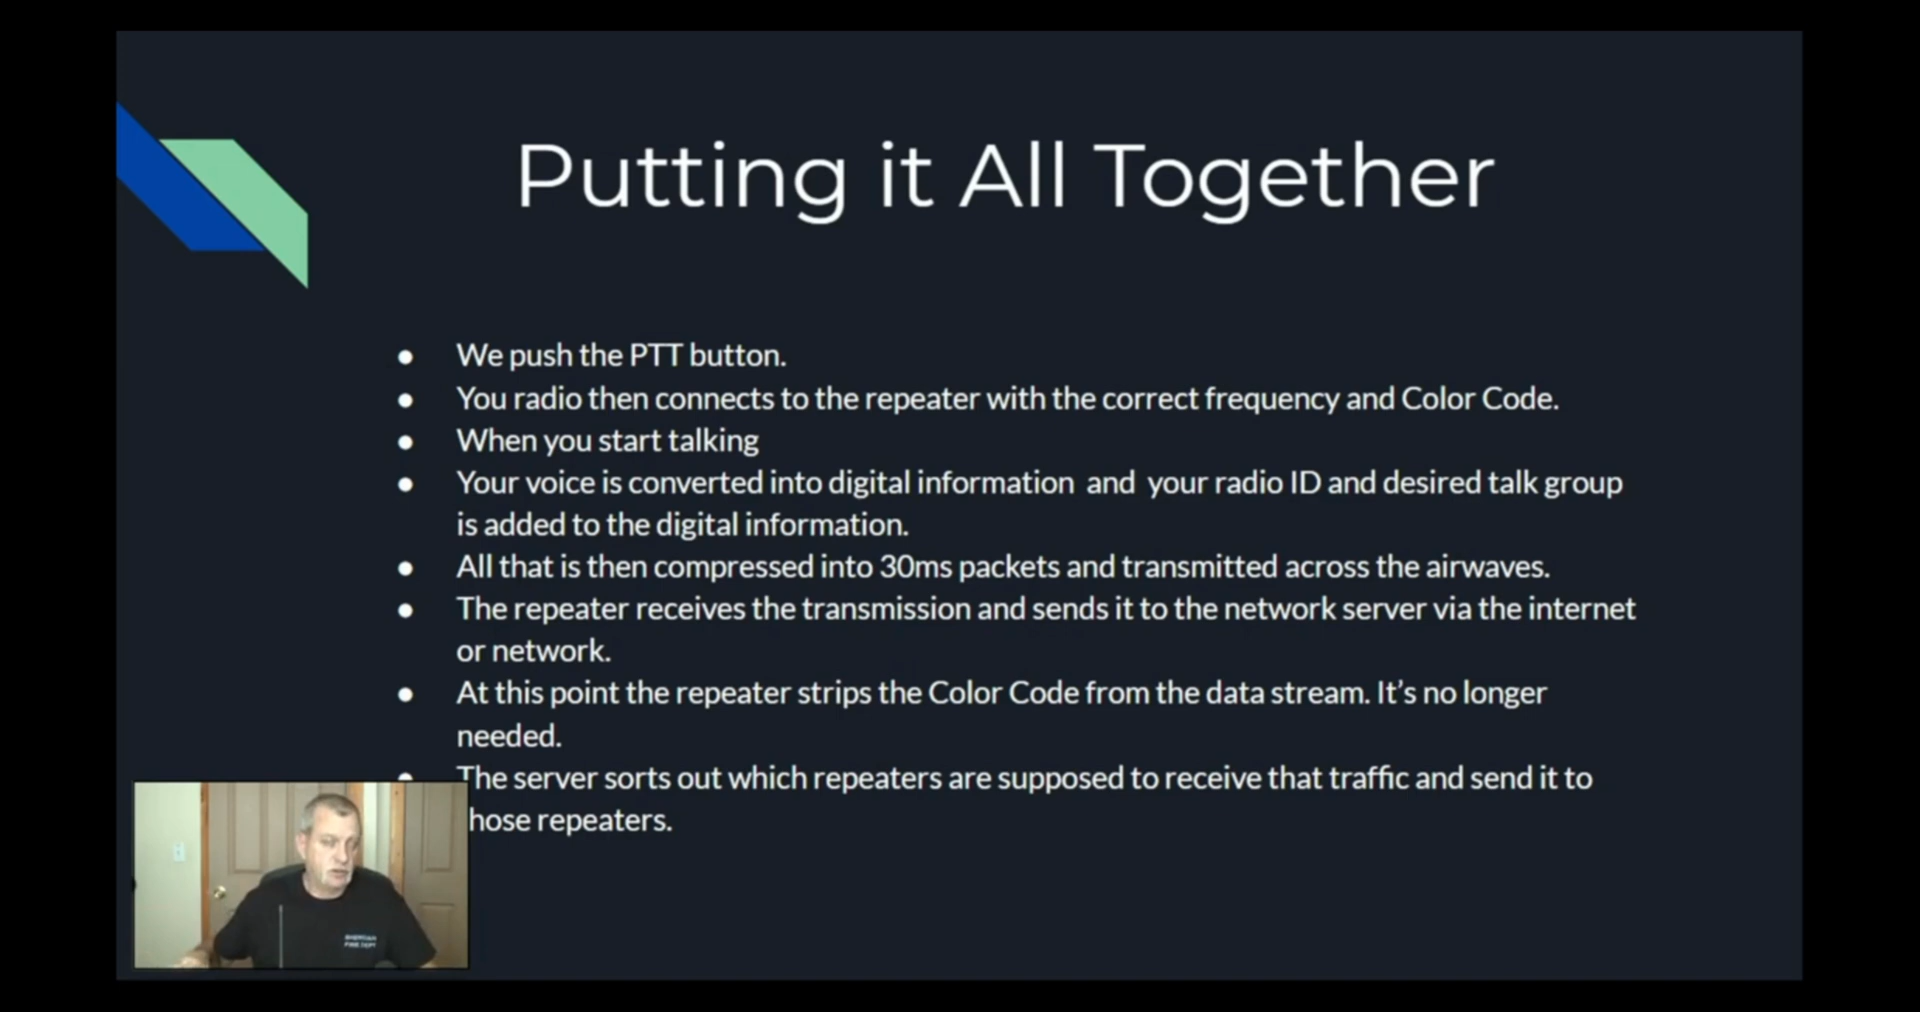 Putting it All Together
● We push the PTT button.
● You radio then connects to the repeater with the correct frequency and Color Code.
● When you start talking
● Your voice is converted into digital information and your radio ID and desired talk group
is added to the digital information.
● All that is then compressed into 30ms packets and transmitted across the airwaves.
● The repeater receives the transmission and sends it to the network server via the internet
or network.
● At this point the repeater strips the Color Code from the data stream. It's no longer
needed.
● The server sorts out which repeaters are supposed to receive that traffic and send it to
hose repeaters.
FIRE DEPT